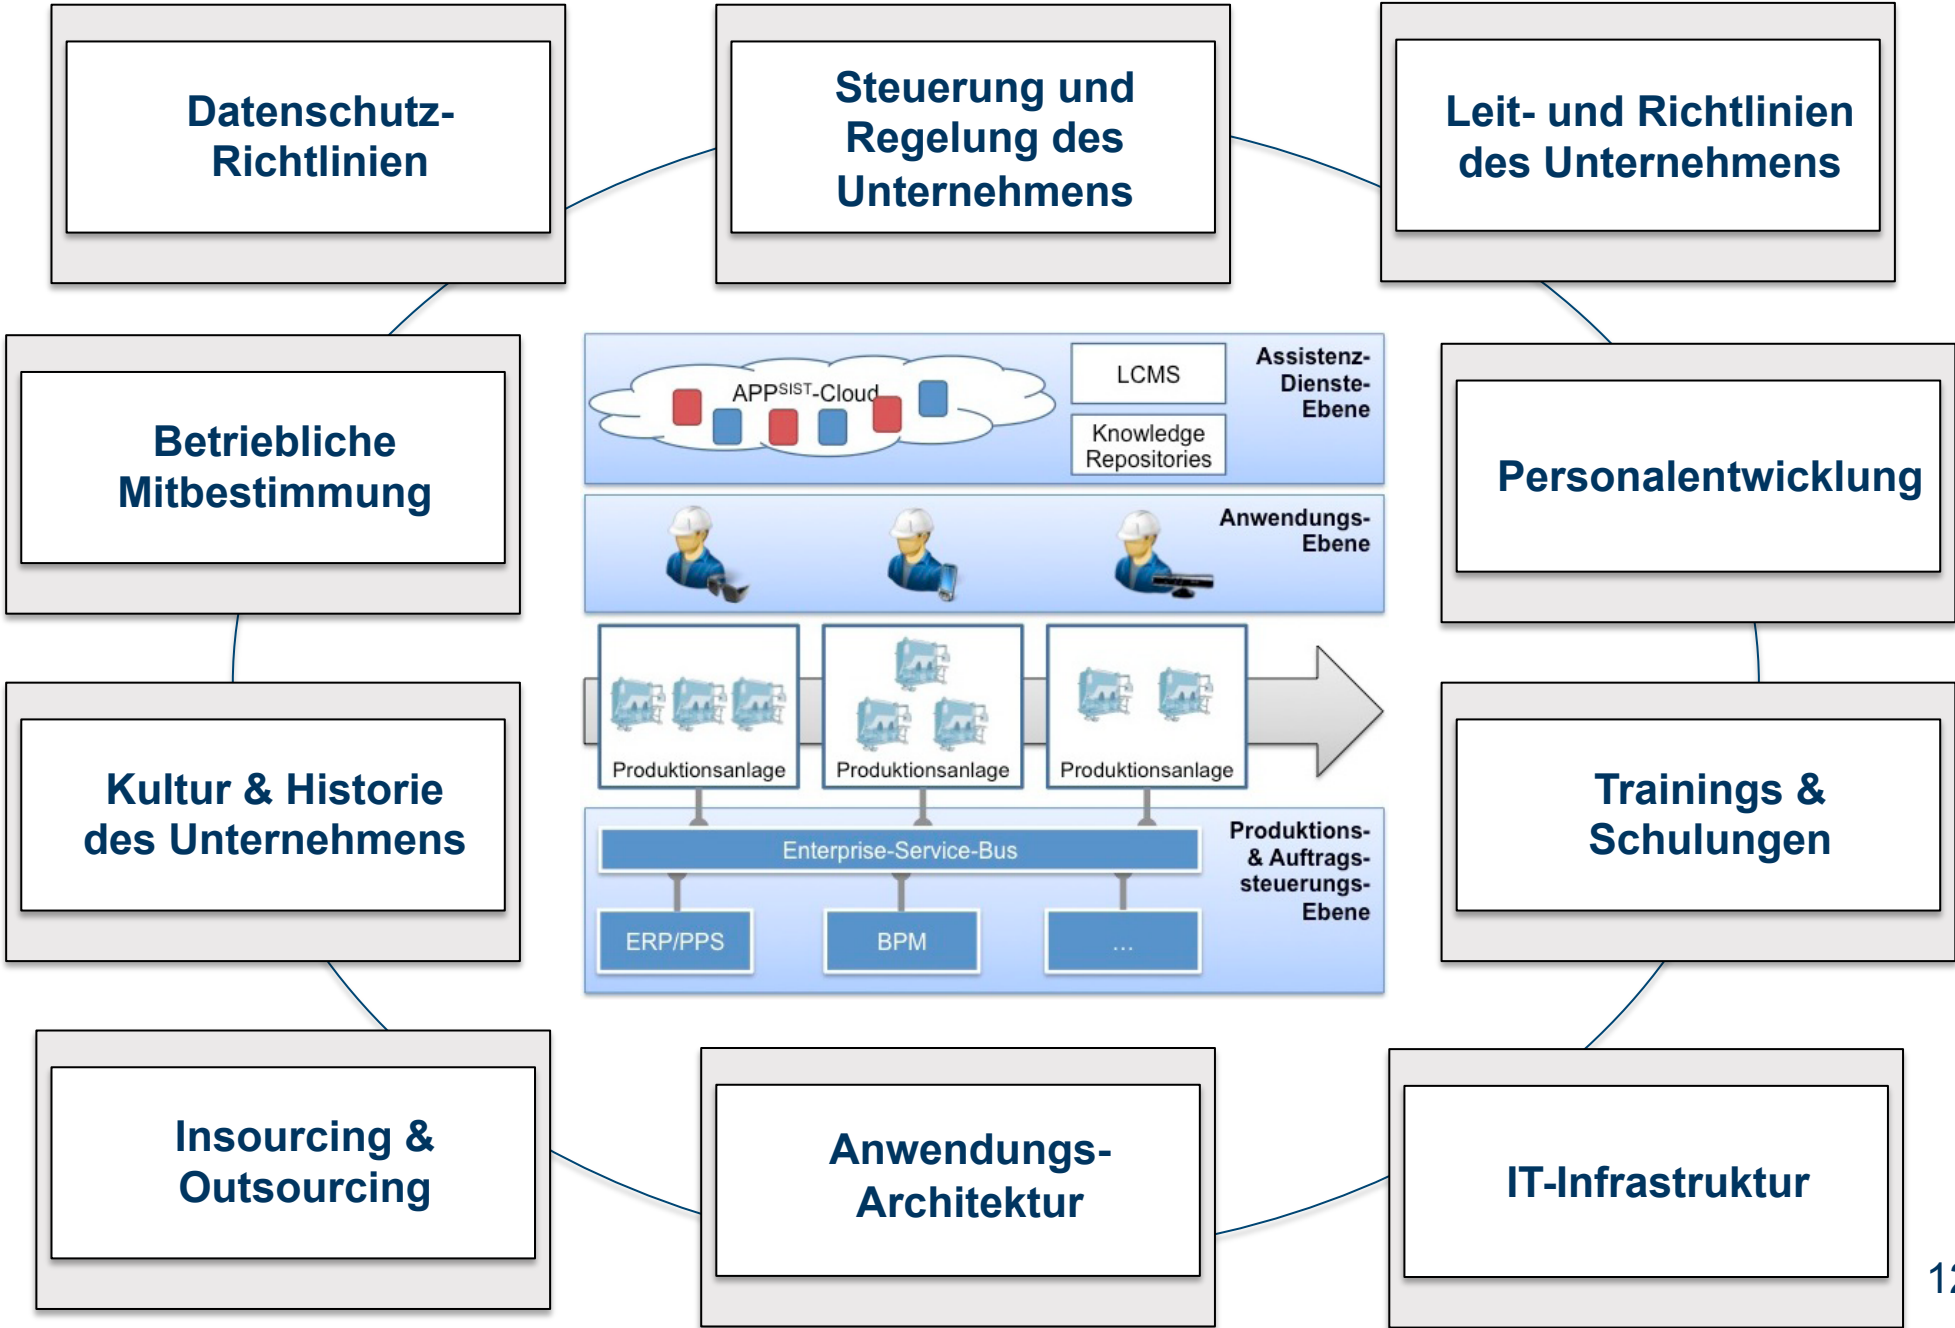 Datenschutz-
Richtlinien
Steuerung und
Regelung des
Unternehmens
Leit- und Richtlinien
des Unternehmens
Betriebliche
Mitbestimmung
APPSIST-Cloud
LCMS
Knowledge
Repositories
Assistenz-
Dienste-
Ebene
Anwendungs-
Ebene
Personalentwicklung
Kultur & Historie
des Unternehmens
Produktionsanlage
Produktionsanlage
Produktionsanlage
Enterprise-Service-Bus
ERP/PPS
BPM
...
Produktions-
& Auftrags-
steuerungs-
Ebene
Trainings &
Schulungen
Insourcing &
Outsourcing
Anwendungs-
Architektur
IT-Infrastruktur
12